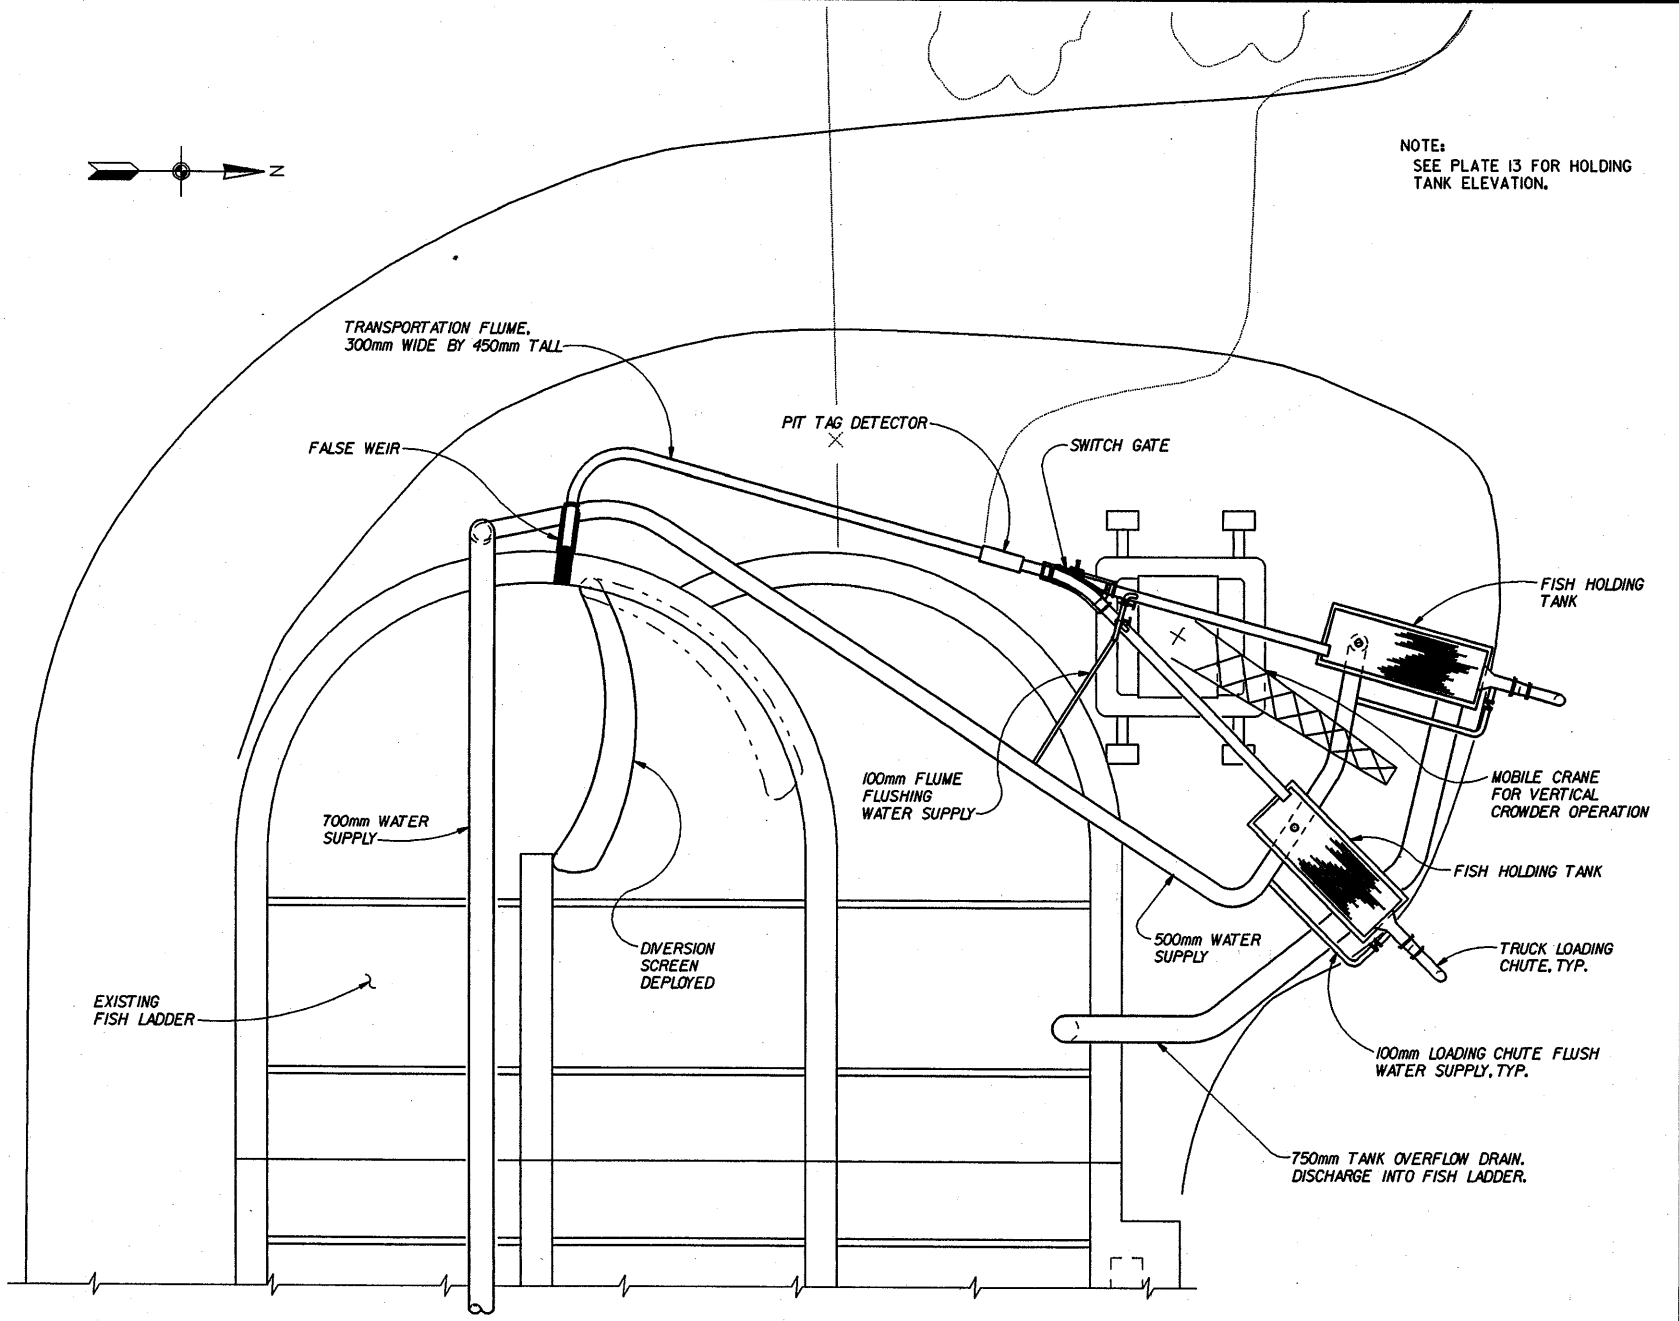 NOTE:
SEE PLATE 13 FOR HOLDING
TANK ELEVATION.
N
TRANSPORTATION FLUME,
300mm WIDE BY 450mm TALL
FALSE WEIR
PIT TAG DETECTOR
SWITCH GATE
FISH HOLDING
TANK
100mm FLUME
FLUSHING
WATER SUPPLY
MOBILE CRANE
FOR VERTICAL
CROWDER OPERATION
700mm WATER
SUPPLY
FISH HOLDING TANK
DIVERSION
SCREEN
DEPLOYED
500mm WATER
SUPPLY
TRUCK LOADING
CHUTE, TYP.
EXISTING
FISH LADDER
100mm LOADING CHUTE FLUSH
WATER SUPPLY, TYP.
750mm TANK OVERFLOW DRAIN.
DISCHARGE INTO FISH LADDER.